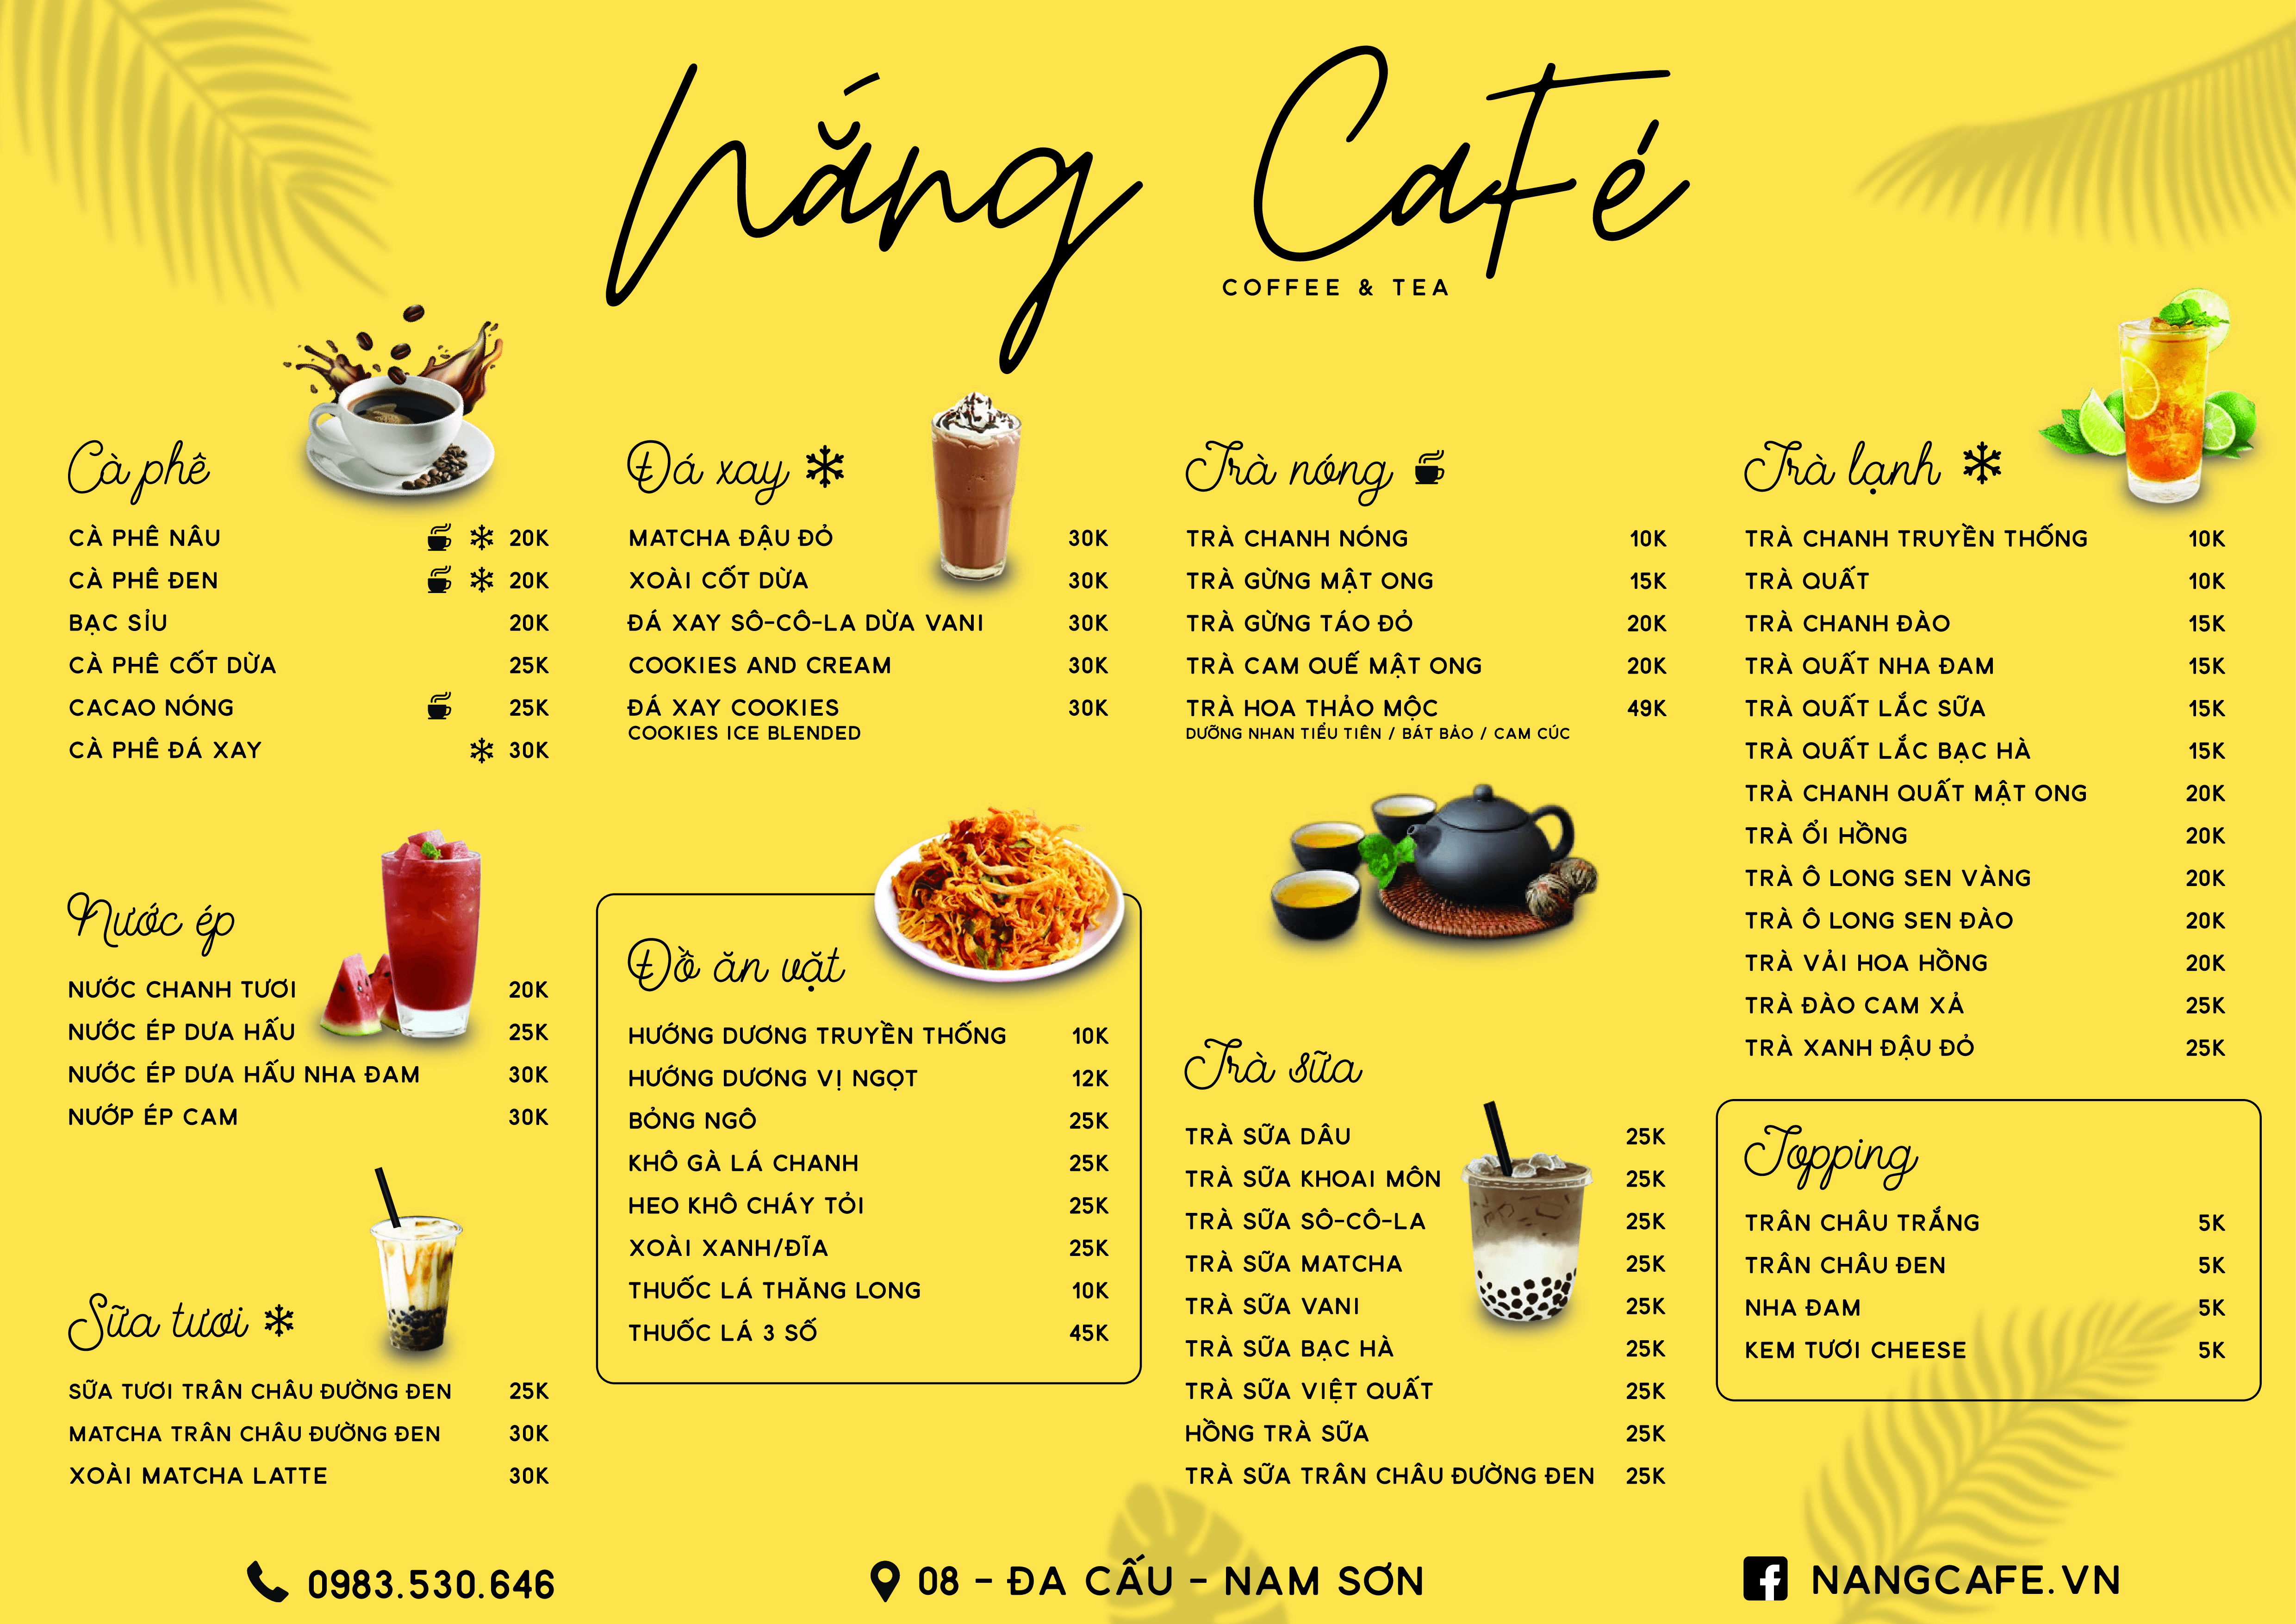 Nắng Café
COFFEE & TEA
Cà phê
CÀ PHÊ NÂU 20K
CÀ PHÊ ĐEN 20K
BẠC SỈU 20K
CÀ PHÊ CỐT DỪA 25K
CACAO NÓNG 25K
CÀ PHÊ ĐÁ XAY 30K
Nước ép
NƯỚC CHANH TƯƠI 20K
NƯỚC ÉP DƯA HẤU 25K
NƯỚC ÉP DƯA HẤU NHA ĐAM 30K
NƯỚP ÉP CAM 30K
Sữa tươi
SỮA TƯƠI TRÂN CHÂU ĐƯỜNG ĐEN 25K
MATCHA TRÂN CHÂU ĐƯỜNG ĐEN 30K
XOÀI MATCHA LATTE 30K
Đá xay
MATCHA ĐẬU ĐỎ 30K
XOÀI CỐT DỪA 30K
ĐÁ XAY SÔ-CÔ-LA DỪA VANI 30K
COOKIES AND CREAM 30K
ĐÁ XAY COOKIES 30K
COOKIES ICE BLENDED
Đồ ăn vặt
HƯỚNG DƯƠNG TRUYỀN THỐNG 10K
HƯỚNG DƯƠNG VỊ NGỌT 12K
BỎNG NGÔ 25K
KHÔ GÀ LÁ CHANH 25K
HEO KHÔ CHÁY TỎI 25K
XOÀI XANH/ĐĨA 25K
THUỐC LÁ THĂNG LONG 10K
THUỐC LÁ 3 SỐ 45K
Trà nóng
TRÀ CHANH NÓNG 10K
TRÀ GỪNG MẬT ONG 15K
TRÀ GỪNG TÁO ĐỎ 20K
TRÀ CAM QUẾ MẬT ONG 20K
TRÀ HOA THẢO MỘC 49K
DƯỠNG NHAN TIỂU TIÊN / BÁT BẢO / CAM CÚC
Trà sữa
TRÀ SỮA DÂU 25K
TRÀ SỮA KHOAI MÔN 25K
TRÀ SỮA SÔ-CÔ-LA 25K
TRÀ SỮA MATCHA 25K
TRÀ SỮA VANI 25K
TRÀ SỮA BẠC HÀ 25K
TRÀ SỮA VIỆT QUẤT 25K
HỒNG TRÀ SỮA 25K
TRÀ SỮA TRÂN CHÂU ĐƯỜNG ĐEN 25K
Trà lạnh
TRÀ CHANH TRUYỀN THỐNG 10K
TRÀ QUẤT 10K
TRÀ CHANH ĐÀO 15K
TRÀ QUẤT NHA ĐAM 15K
TRÀ QUẤT LẮC SỮA 15K
TRÀ QUẤT LẮC BẠC HÀ 15K
TRÀ CHANH QUẤT MẬT ONG 20K
TRÀ ỔI HỒNG 20K
TRÀ Ô LONG SEN VÀNG 20K
TRÀ Ô LONG SEN ĐÀO 20K
TRÀ VẢI HOA HỒNG 20K
TRÀ ĐÀO CAM XẢ 25K
TRÀ XANH ĐẬU ĐỎ 25K
Topping
TRÂN CHÂU TRẮNG 5K
TRÂN CHÂU ĐEN 5K
NHA ĐAM 5K
KEM TƯƠI CHEESE 5K
0983.530.646
08 - ĐA CẤU - NAM SƠN
NANGCAFE.VN